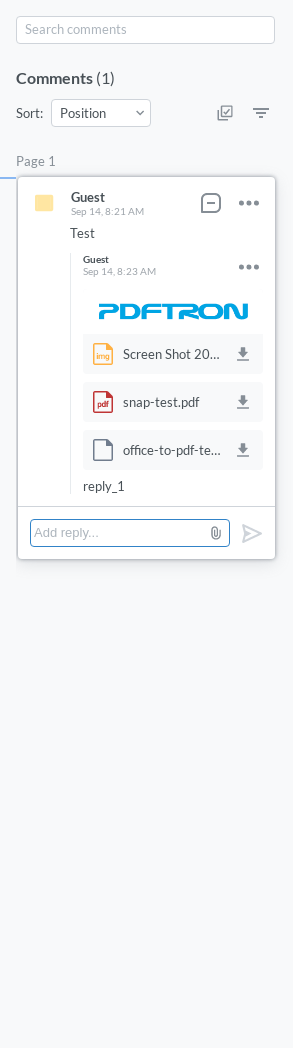 Search comments
Comments (1)
Sort: Position
Page 1
Guest
Sep 14, 8:21 AM
Test
Guest
Sep 14, 8:23 AM
PDFTRON
img Screen Shot 20...
pdf snap-test.pdf
office-to-pdf-te...
reply_1
Add reply...